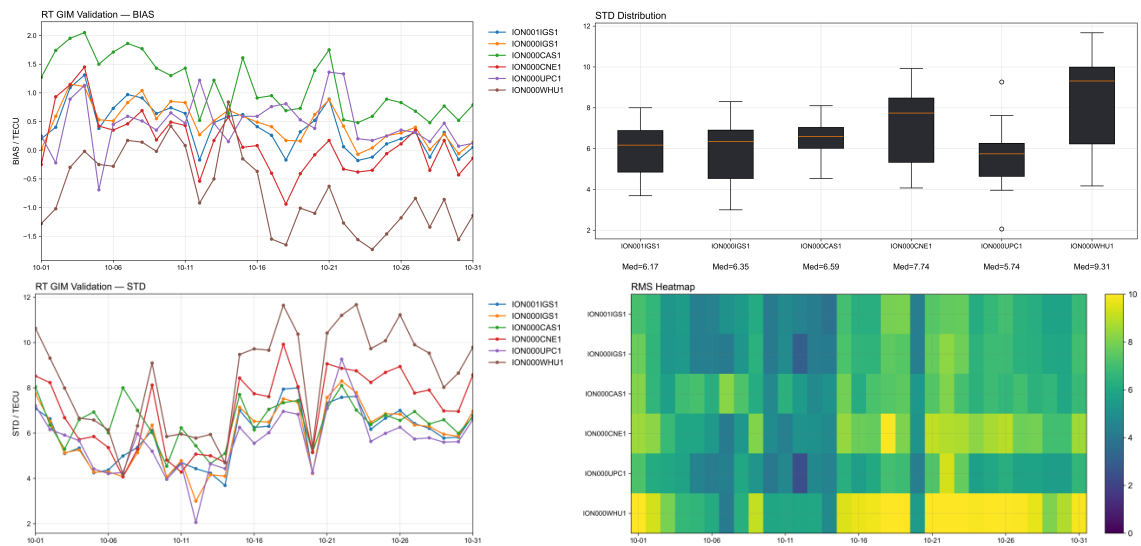 RT GIM Validation — BIAS
BIAS / TECU
2.0
1.5
1.0
0.5
0.0
−0.5
−1.0
−1.5
10-01
10-06
10-11
10-16
10-21
10-26
10-31
ION001IGS1
ION000IGS1
ION000CAS1
ION000CNE1
ION000UPC1
ION000WHU1
STD Distribution
12
10
8
6
4
2
ION001IGS1
ION000IGS1
ION000CAS1
ION000CNE1
ION000UPC1
ION000WHU1
Med=6.17
Med=6.35
Med=6.59
Med=7.74
Med=5.74
Med=9.31
RT GIM Validation — STD
STD / TECU
12
10
8
6
4
2
10-01
10-06
10-11
10-16
10-21
10-26
10-31
ION001IGS1
ION000IGS1
ION000CAS1
ION000CNE1
ION000UPC1
ION000WHU1
RMS Heatmap
ION001IGS1
ION000IGS1
ION000CAS1
ION000CNE1
ION000UPC1
ION000WHU1
10-01
10-06
10-11
10-16
10-21
10-26
10-31
10
8
6
4
2
0